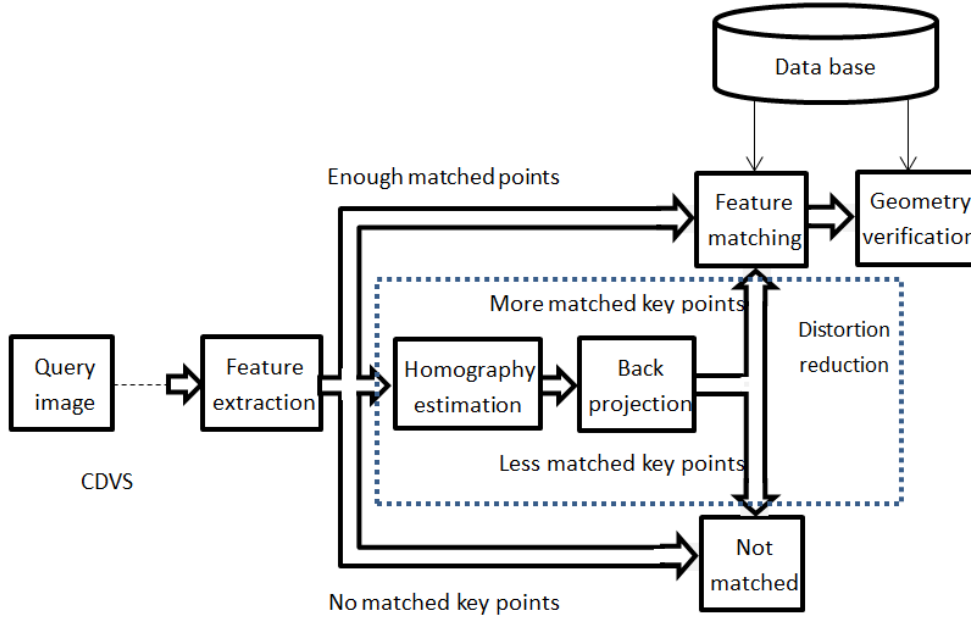 Data base
Enough matched points
Feature
matching
Geometry
verification
More matched key points
Distortion
reduction
Query
image
Feature
extraction
Homography
estimation
Back
projection
Less matched key points
CDVS
Not
matched
No matched key points